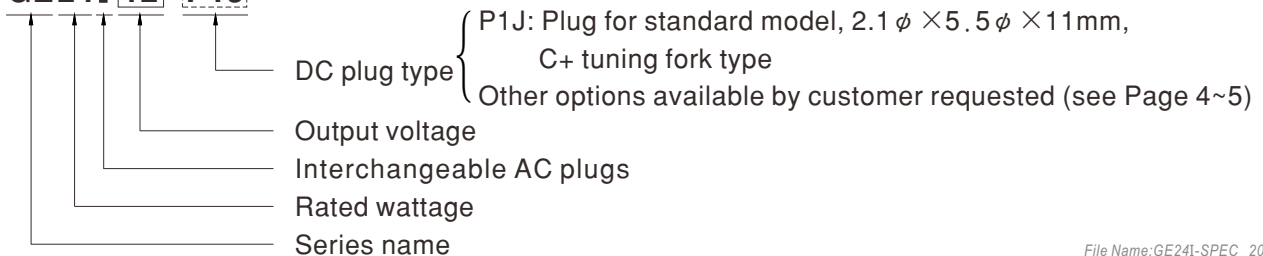 P1J: Plug for standard model, 2.1φ×5.5φ×11mm,
C+ tuning fork type
DC plug type
Other options available by customer requested (see Page 4~5)
Output voltage
Interchangeable AC plugs
Rated wattage
Series name
File Name:GE24I-SPEC 20